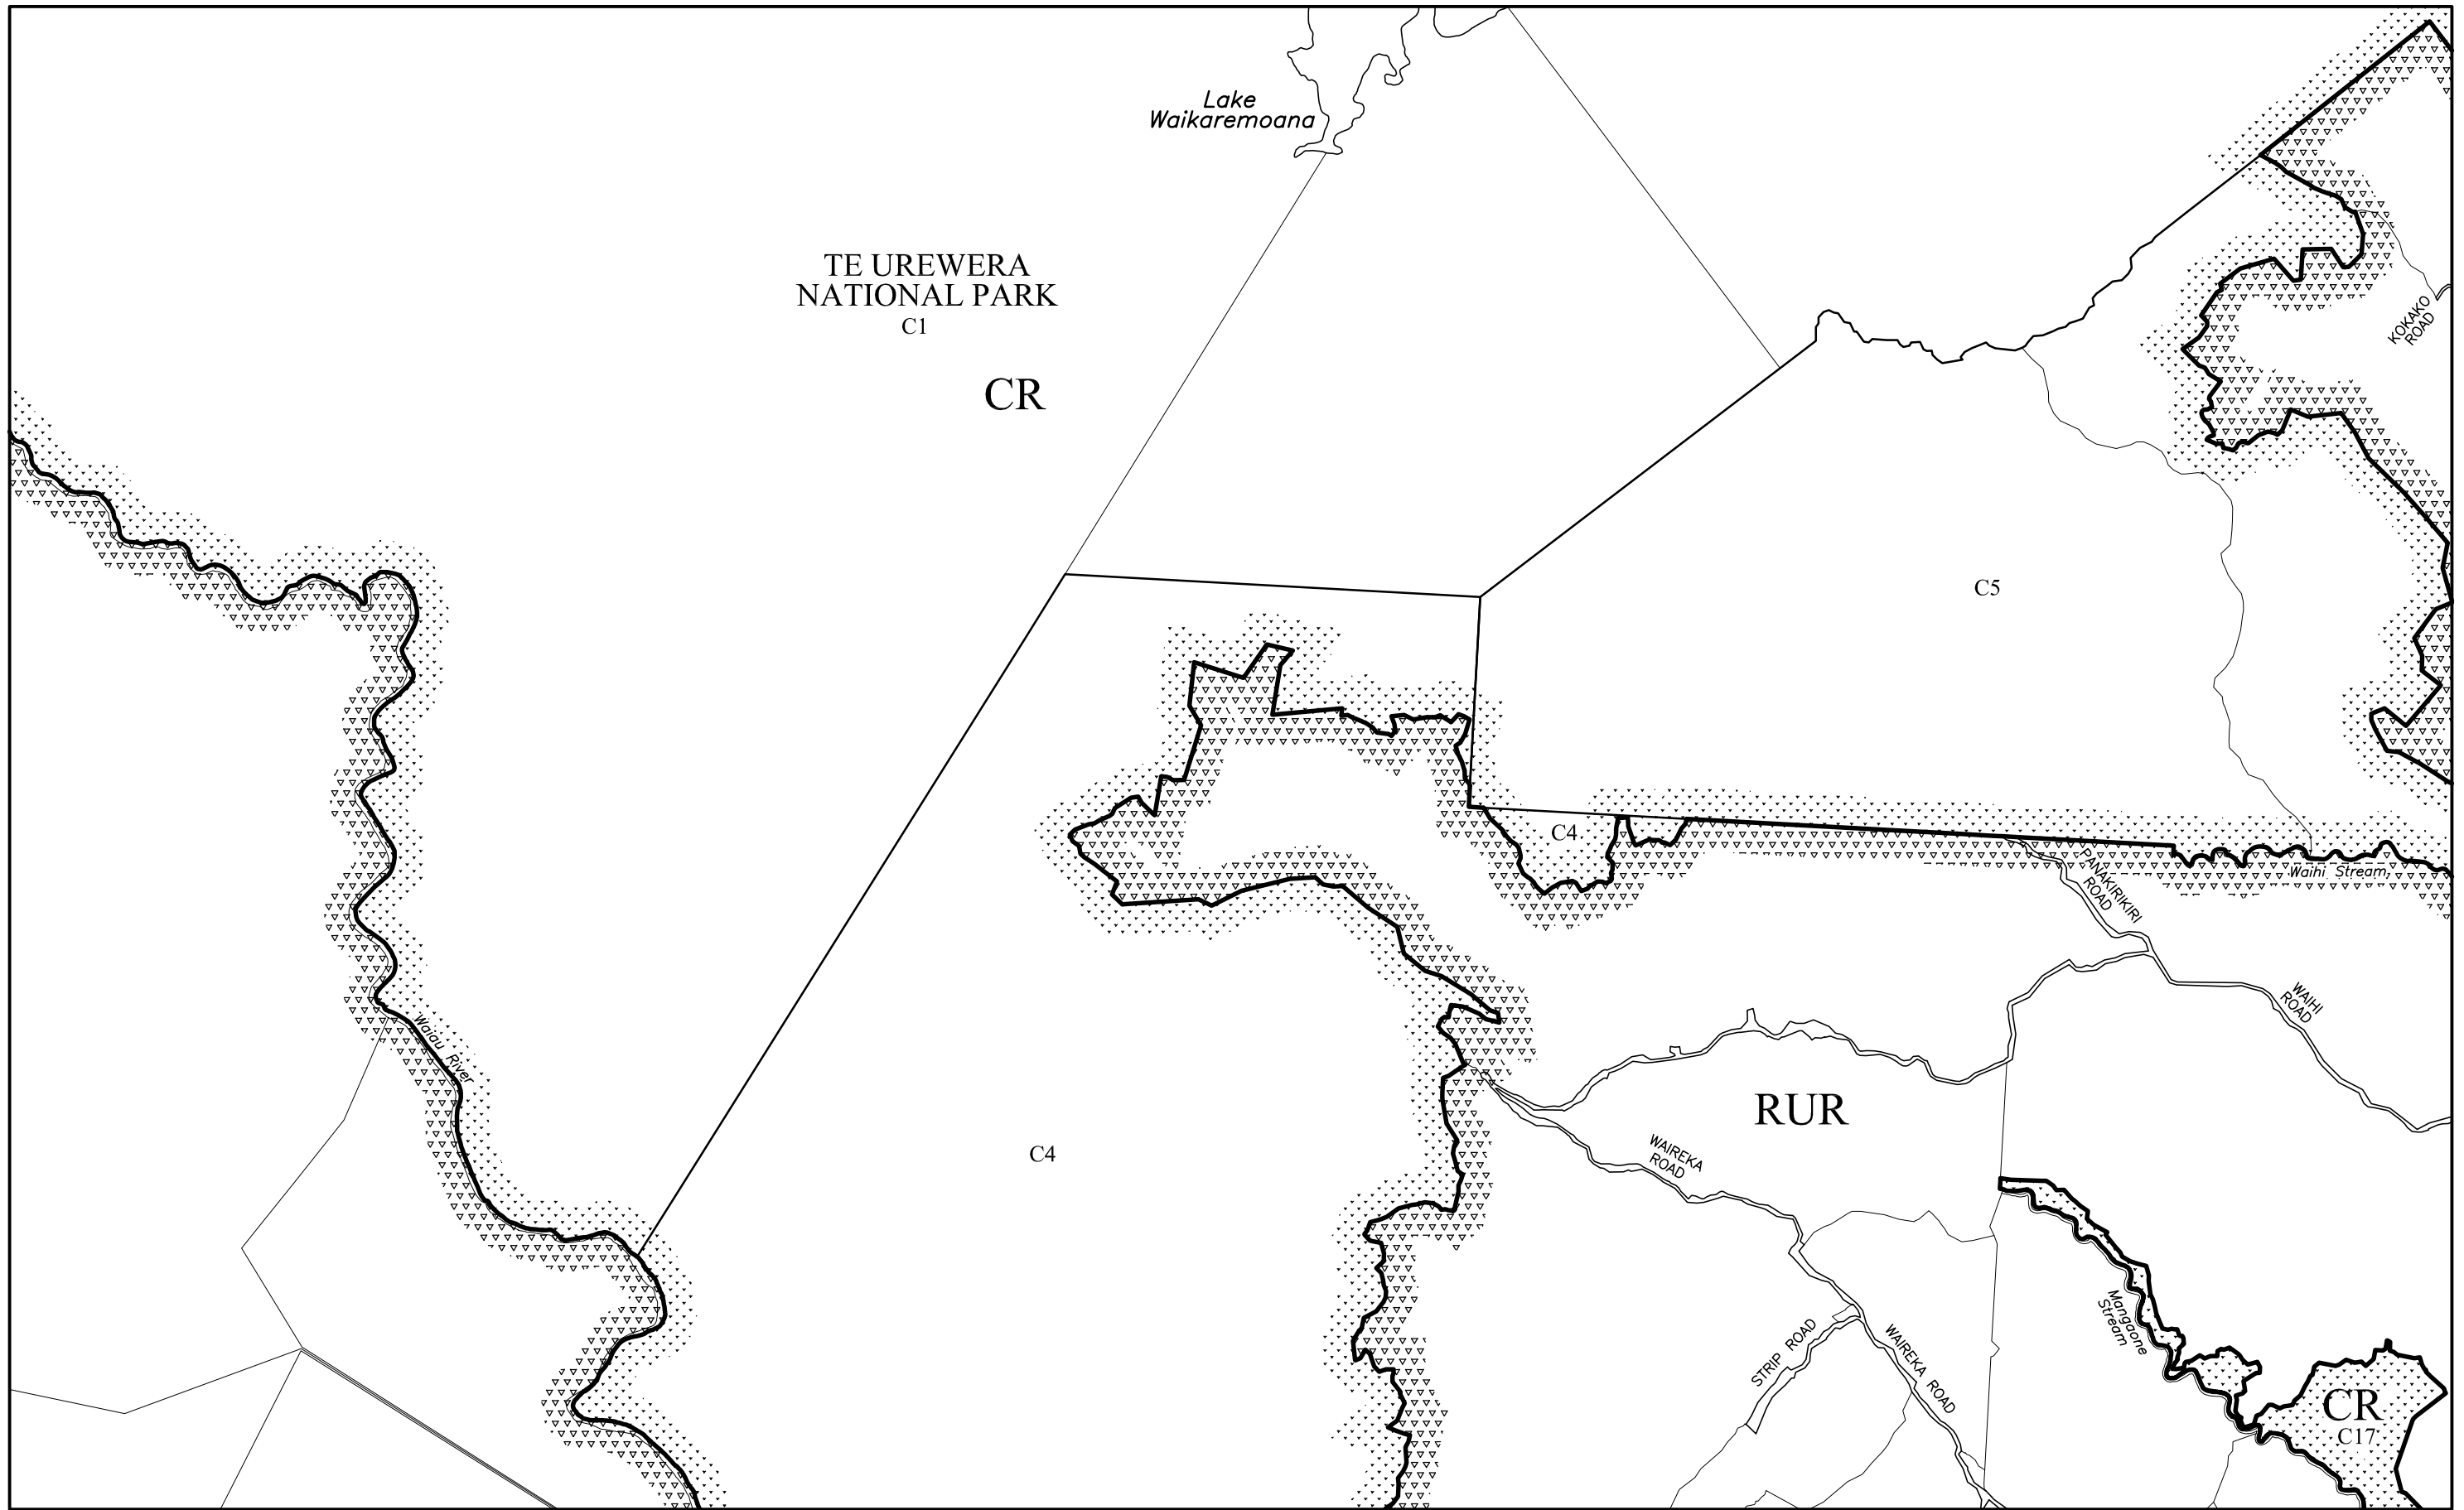 Lake
Waikaremoana
TE UREWERA
NATIONAL PARK
C1
CR
KOKAKO
ROAD
C5
C4
PANAKIRIKIRI
ROAD
Waihi Stream
WAIHI
ROAD
Waiau River
RUR
WAIREKA
ROAD
C4
Mangaone
Stream
STRIP ROAD
WAIREKA ROAD
CR
C17